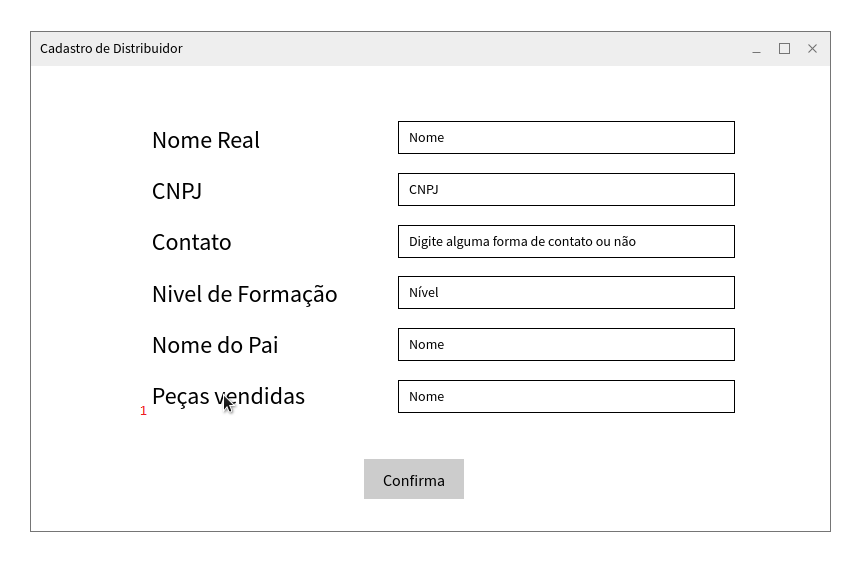 Cadastro de Distribuidor
Nome Real
Nome
CNPJ
CNPJ
Contato
Digite alguma forma de contato ou não
Nivel de Formação
Nível
Nome do Pai
Nome
Peças vendidas
Nome
1
Confirma